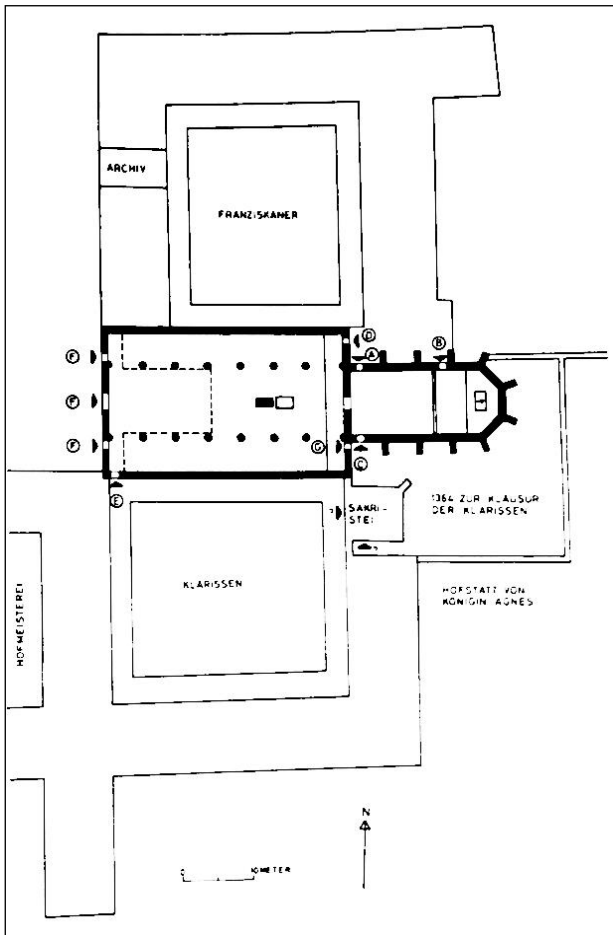 ARCHIV
FRANZISKANER
D
A
B
F
F
F
G
C
E
?
SAKRI-
STEI
1364 ZUR KLAUSUR
DER KLARISSEN
?
KLARISSEN
HOFSTATT VON
KÖNIGIN AGNES
HOFMEISTEREI
N